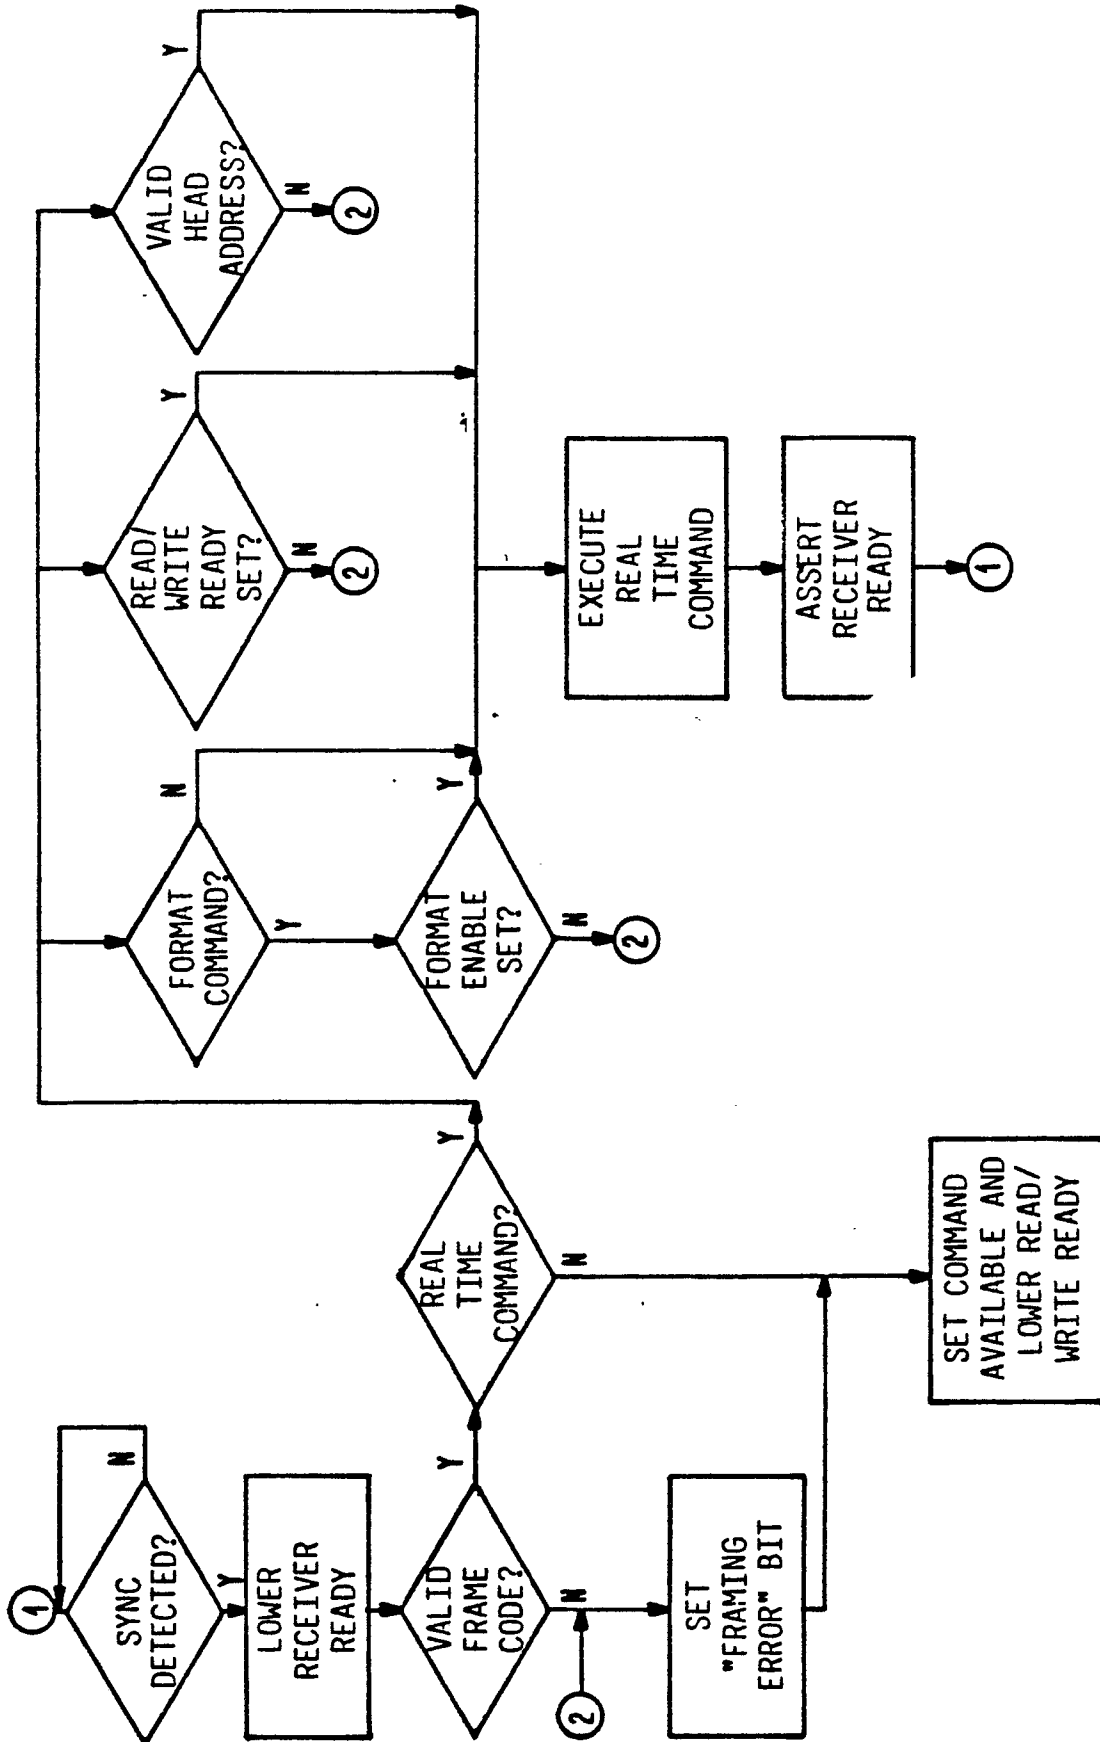 1
SYNC
DETECTED?
N
Y
LOWER
RECEIVER
READY
VALID
FRAME
CODE?
Y
N
2
SET
"FRAMING
ERROR" BIT
REAL
TIME
COMMAND?
Y
N
SET COMMAND
AVAILABLE AND
LOWER READ/
WRITE READY
FORMAT
COMMAND?
N
Y
FORMAT
ENABLE
SET?
Y
N
2
READ/
WRITE
READY
SET?
Y
N
2
VALID
HEAD
ADDRESS?
Y
N
2
EXECUTE
REAL
TIME
COMMAND
ASSERT
RECEIVER
READY
1